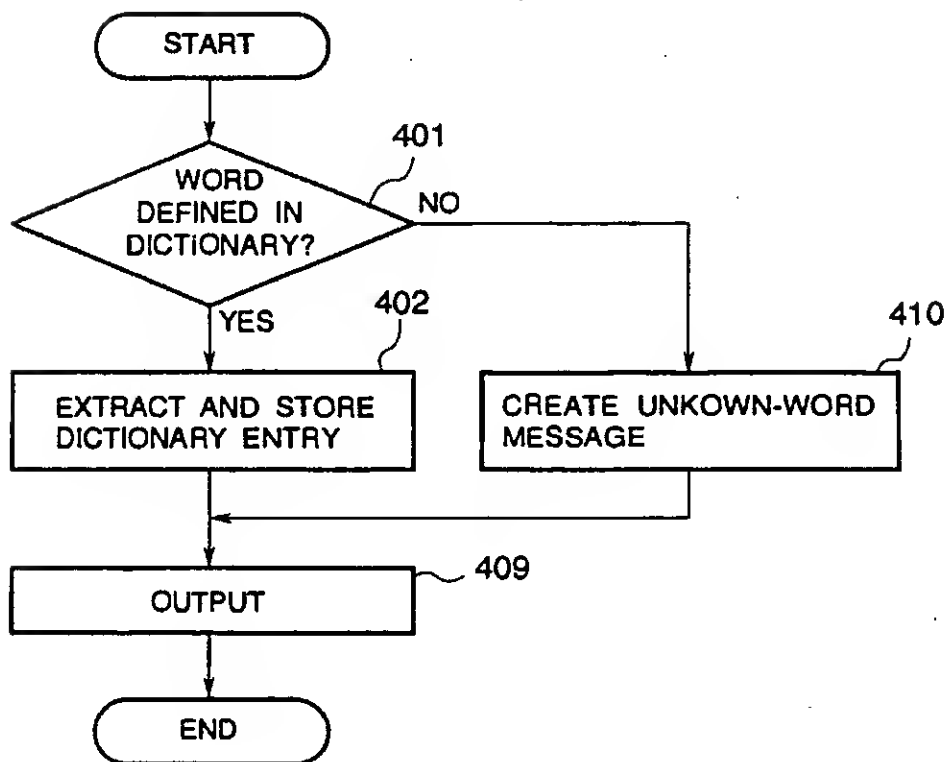 START
401
WORD
DEFINED IN
DICTIONARY?
NO
YES
402
410
EXTRACT AND STORE
DICTIONARY ENTRY
CREATE UNKOWN-WORD
MESSAGE
409
OUTPUT
END